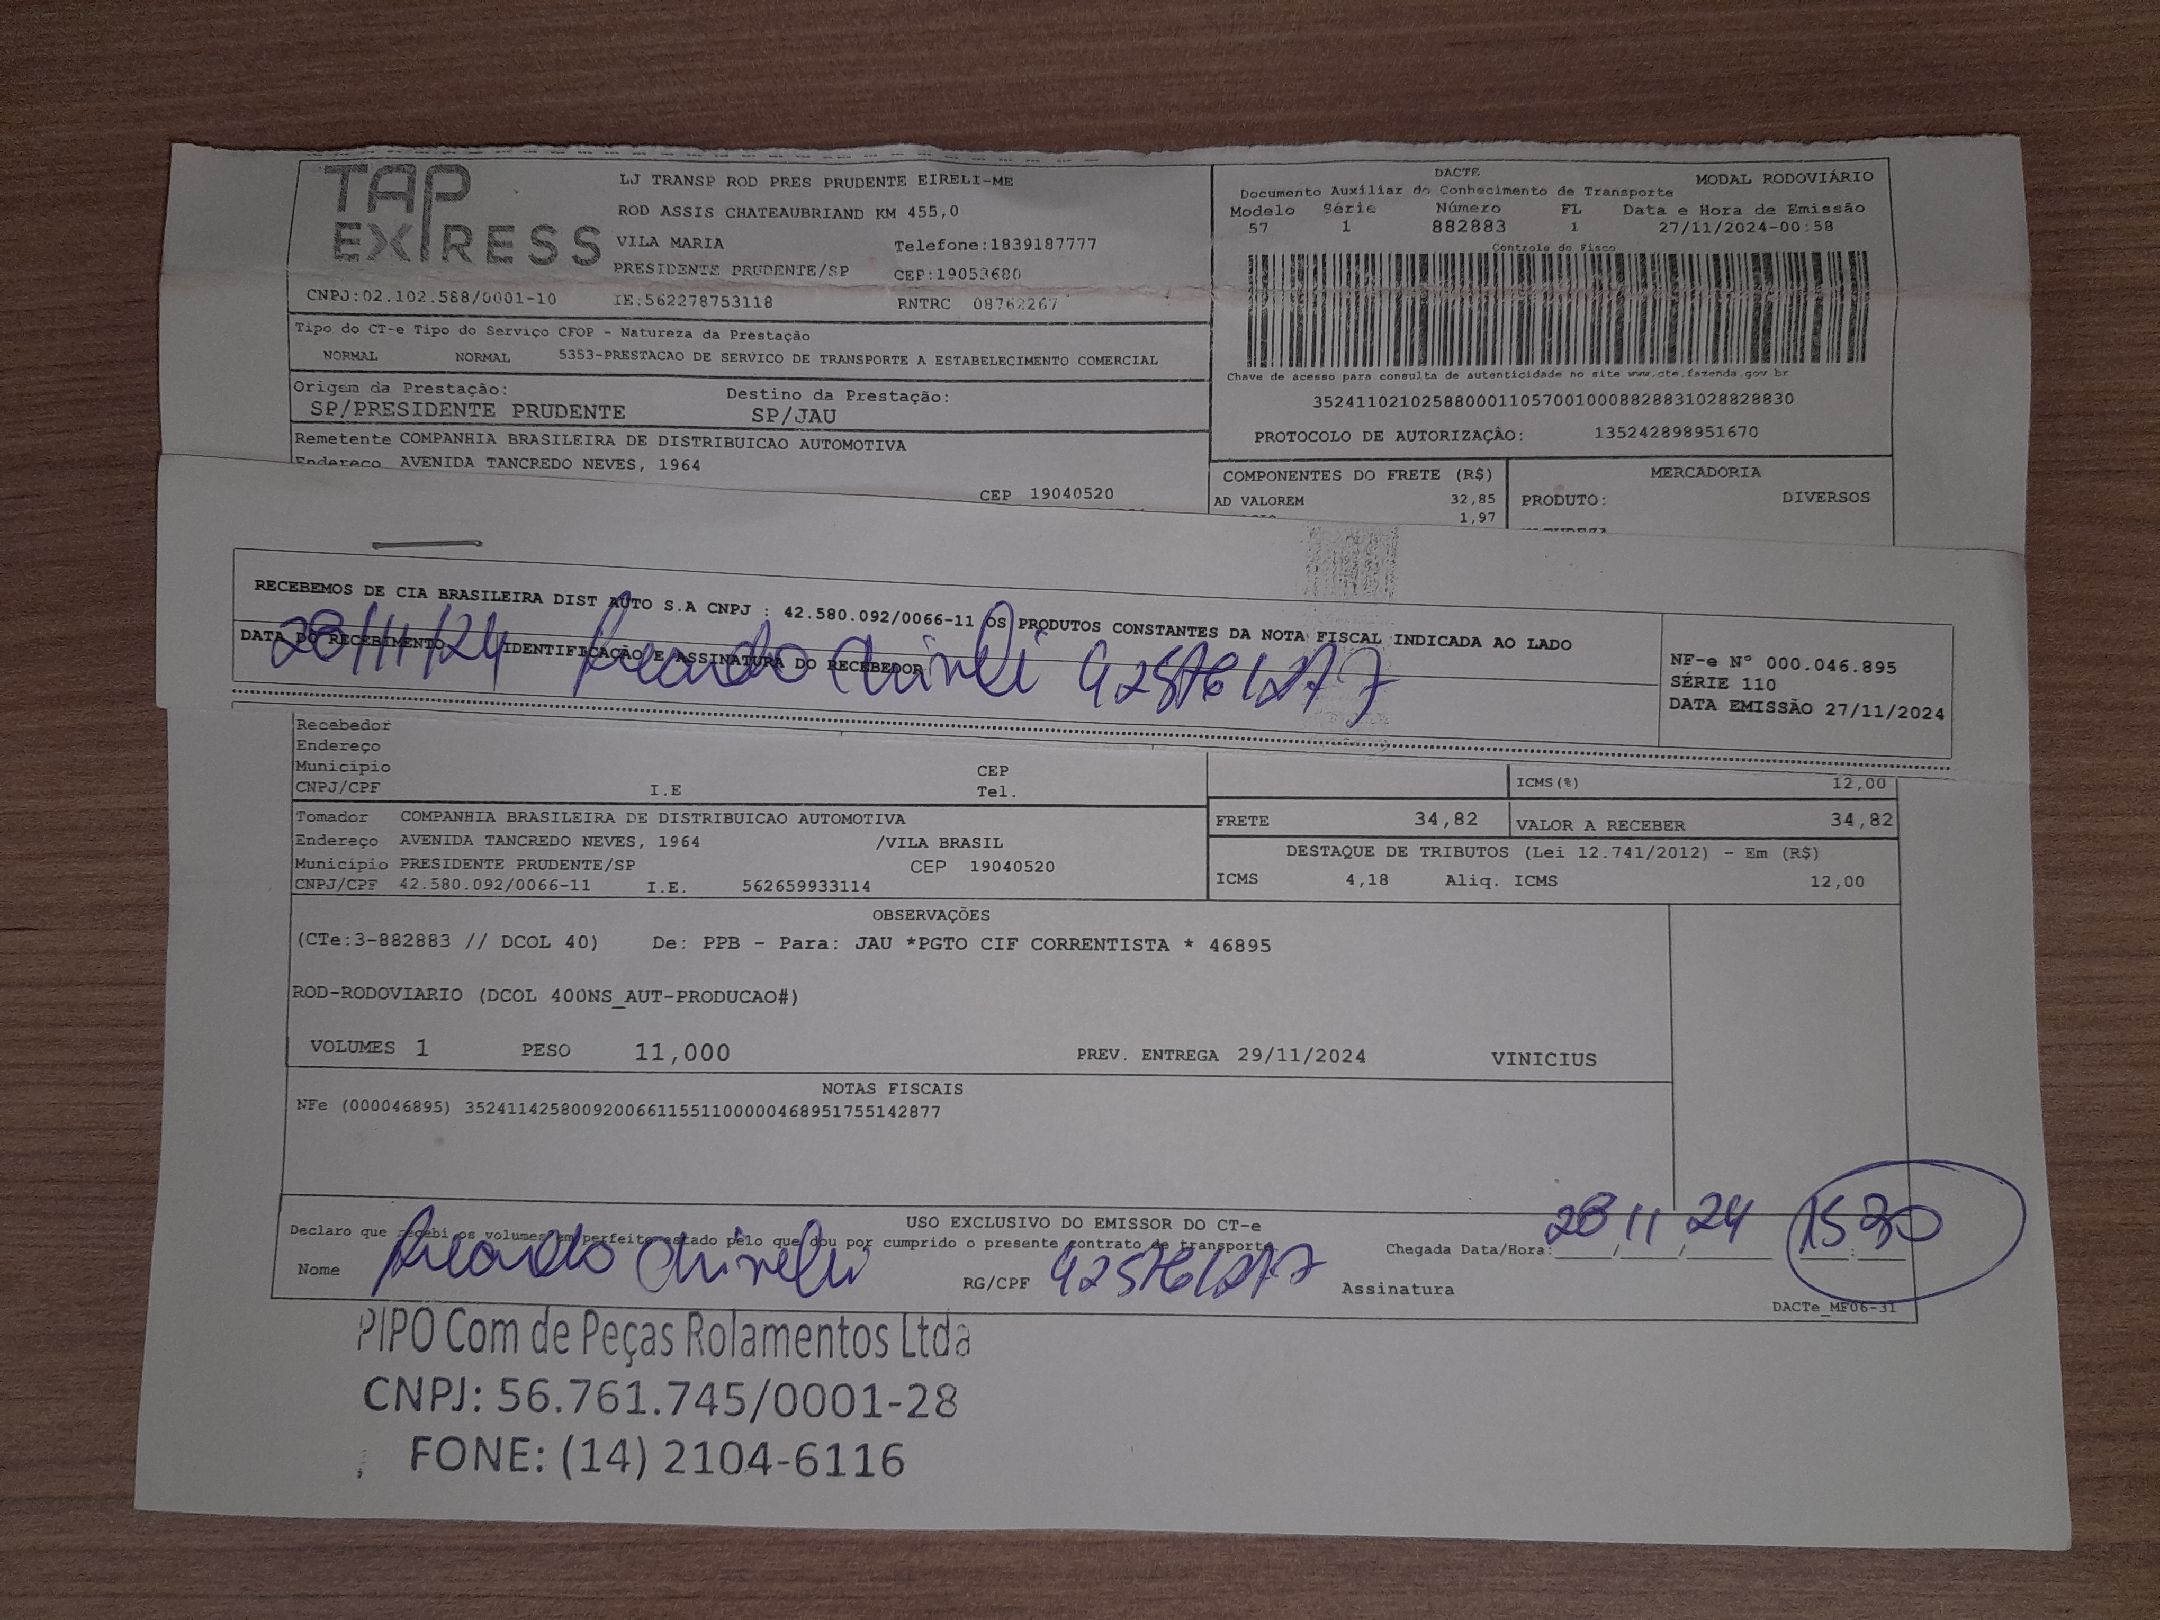 TAP EXPRESS
LJ TRANSP ROD PRES PRUDENTE EIRELI-ME
ROD ASSIS CHATEAUBRIAND KM 455,0
VILA MARIA Telefone:1839187777
PRESIDENTE PRUDENTE/SP CEP:19053680
CNPJ:02.102.588/0001-10 IE:562278753118 RNTRC 08762267
DACTE MODAL RODOVIÁRIO
Documento Auxiliar do Conhecimento de Transporte
Modelo Série Número FL Data e Hora de Emissão
57 1 882883 1 27/11/2024-00:58
Controle do Fisco
Chave de acesso para consulta de autenticidade no site www.cte.fazenda.gov.br
35241102102588000110570010008828831028828830
PROTOCOLO DE AUTORIZAÇÃO: 135242898951670
Tipo do CT-e Tipo do Serviço CFOP - Natureza da Prestação
NORMAL NORMAL 5353-PRESTACAO DE SERVICO DE TRANSPORTE A ESTABELECIMENTO COMERCIAL
Origem da Prestação: Destino da Prestação:
SP/PRESIDENTE PRUDENTE SP/JAU
Remetente COMPANHIA BRASILEIRA DE DISTRIBUICAO AUTOMOTIVA
Endereço AVENIDA TANCREDO NEVES, 1964
CEP 19040520
COMPONENTES DO FRETE (R$) MERCADORIA
AD VALOREM 32,85 PRODUTO: DIVERSOS
1,97
RECEBEMOS DE CIA BRASILEIRA DIST AUTO S.A CNPJ : 42.580.092/0066-11 OS PRODUTOS CONSTANTES DA NOTA FISCAL INDICADA AO LADO
DATA DO RECEBIMENTO IDENTIFICAÇÃO E ASSINATURA DO RECEBEDOR
28/11/24
NF-e N° 000.046.895
SÉRIE 110
DATA EMISSÃO 27/11/2024
Recebedor
Endereço
Município CEP
CNPJ/CPF I.E Tel.
ICMS(%) 12,00
Tomador COMPANHIA BRASILEIRA DE DISTRIBUICAO AUTOMOTIVA
Endereço AVENIDA TANCREDO NEVES, 1964 /VILA BRASIL
Município PRESIDENTE PRUDENTE/SP CEP 19040520
CNPJ/CPF 42.580.092/0066-11 I.E. 562659933114
FRETE 34,82 VALOR A RECEBER 34,82
DESTAQUE DE TRIBUTOS (Lei 12.741/2012) - Em (R$)
ICMS 4,18 Aliq. ICMS 12,00
OBSERVAÇÕES
(CTe:3-882883 // DCOL 40) De: PPB - Para: JAU *PGTO CIF CORRENTISTA * 46895
ROD-RODOVIARIO (DCOL 400NS_AUT-PRODUCAO#)
VOLUMES 1 PESO 11,000 PREV. ENTREGA 29/11/2024 VINICIUS
NOTAS FISCAIS
NFe (000046895) 35241142580092006611551100000468951755142877
USO EXCLUSIVO DO EMISSOR DO CT-e
Declaro que recebi os volumes em perfeito estado pelo que dou por cumprido o presente contrato de transporte.
Chegada Data/Hora: 28 11 24 15 30
Nome RG/CPF Assinatura
DACTe_MF06-31
PIPO Com de Peças Rolamentos Ltda
CNPJ: 56.761.745/0001-28
FONE: (14) 2104-6116